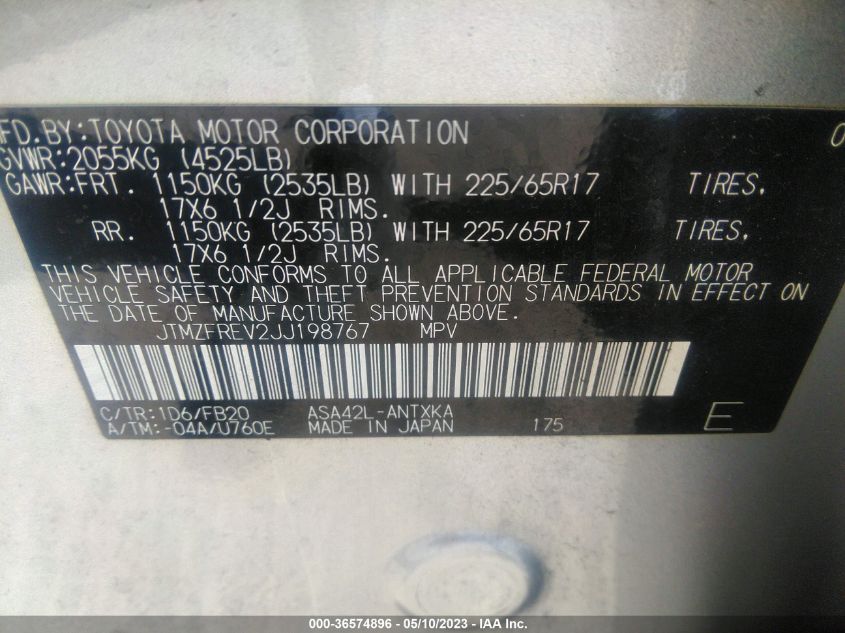 FD. BY: TOYOTA MOTOR CORPORATION 0
GVWR: 2055KG (4525LB)
GAWR: FRT. 1150KG (2535LB) WITH 225/65R17 TIRES,
17X6 1/2J RIMS.
RR. 1150KG (2535LB) WITH 225/65R17 TIRES,
17X6 1/2J RIMS.
THIS VEHICLE CONFORMS TO ALL APPLICABLE FEDERAL MOTOR
VEHICLE SAFETY AND THEFT PREVENTION STANDARDS IN EFFECT ON
THE DATE OF MANUFACTURE SHOWN ABOVE.
JTMZFREV2JJ198767 MPV
C/TR: 1D6/FB20 ASA42L-ANTXKA
A/TM: -04A/U760E MADE IN JAPAN 175 E
000-36574896 - 05/10/2023 - IAA Inc.